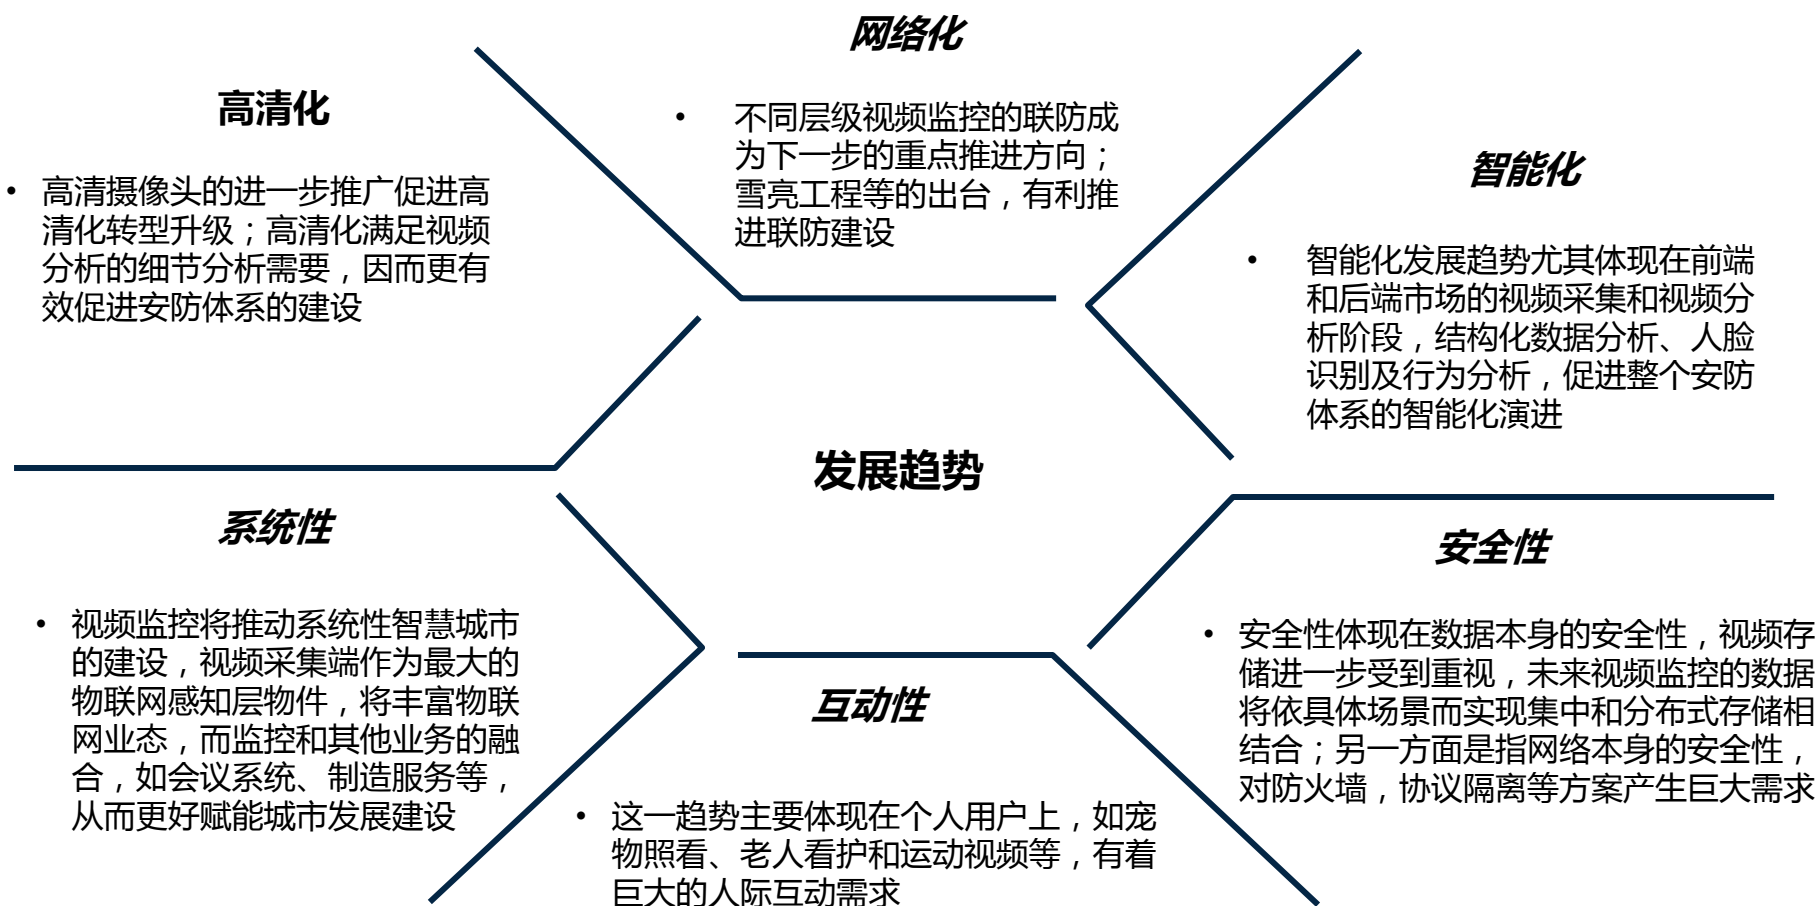 网络化
• 不同层级视频监控的联防成
为下一步的重点推进方向；
雪亮工程等的出台，有利推
进联防建设
高清化
• 高清摄像头的进一步推广促进高
清化转型升级；高清化满足视频
分析的细节分析需要，因而更有
效促进安防体系的建设
智能化
• 智能化发展趋势尤其体现在前端
和后端市场的视频采集和视频分
析阶段，结构化数据分析、人脸
识别及行为分析，促进整个安防
体系的智能化演进
发展趋势
系统性
• 视频监控将推动系统性智慧城市
的建设，视频采集端作为最大的
物联网感知层物件，将丰富物联
网业态，而监控和其他业务的融
合，如会议系统、制造服务等，
从而更好赋能城市发展建设
互动性
• 这一趋势主要体现在个人用户上，如宠
物照看、老人看护和运动视频等，有着
巨大的人际互动需求
安全性
• 安全性体现在数据本身的安全性，视频存
储进一步受到重视，未来视频监控的数据
将依具体场景而实现集中和分布式存储相
结合；另一方面是指网络本身的安全性，
对防火墙，协议隔离等方案产生巨大需求